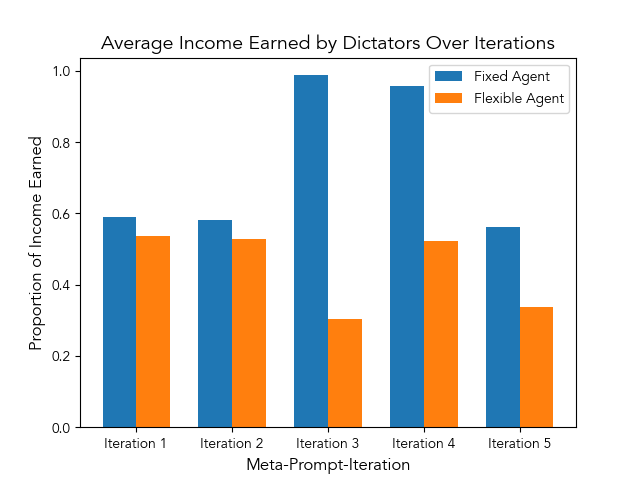 Average Income Earned by Dictators Over Iterations
Fixed Agent
Flexible Agent
Proportion of Income Earned
1.0
0.8
0.6
0.4
0.2
0.0
Iteration 1
Iteration 2
Iteration 3
Iteration 4
Iteration 5
Meta-Prompt-Iteration